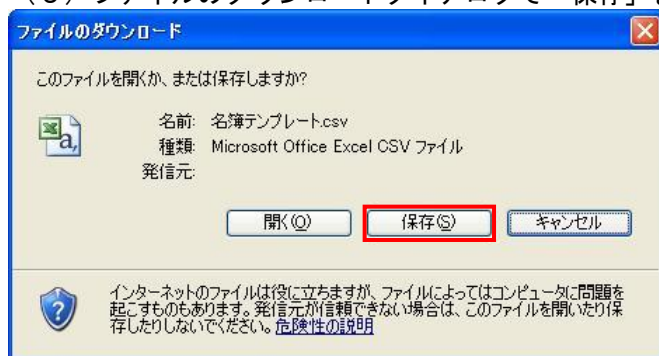 ファイルのダウンロード
このファイルを開くか、または保存しますか?
名前: 名簿テンプレート.csv
種類: Microsoft Office Excel CSV ファイル
発信元:
開く(O) 保存(S) キャンセル
インターネットのファイルは役に立ちますが、ファイルによってはコンピュータに問題を
起こすものもあります。発信元が信頼できない場合は、このファイルを開いたり保
存したりしないでください。危険性の説明